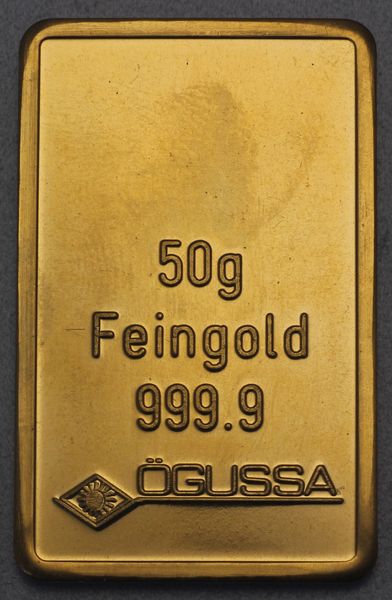 50g
Feingold
999.9
ÖGUSSA